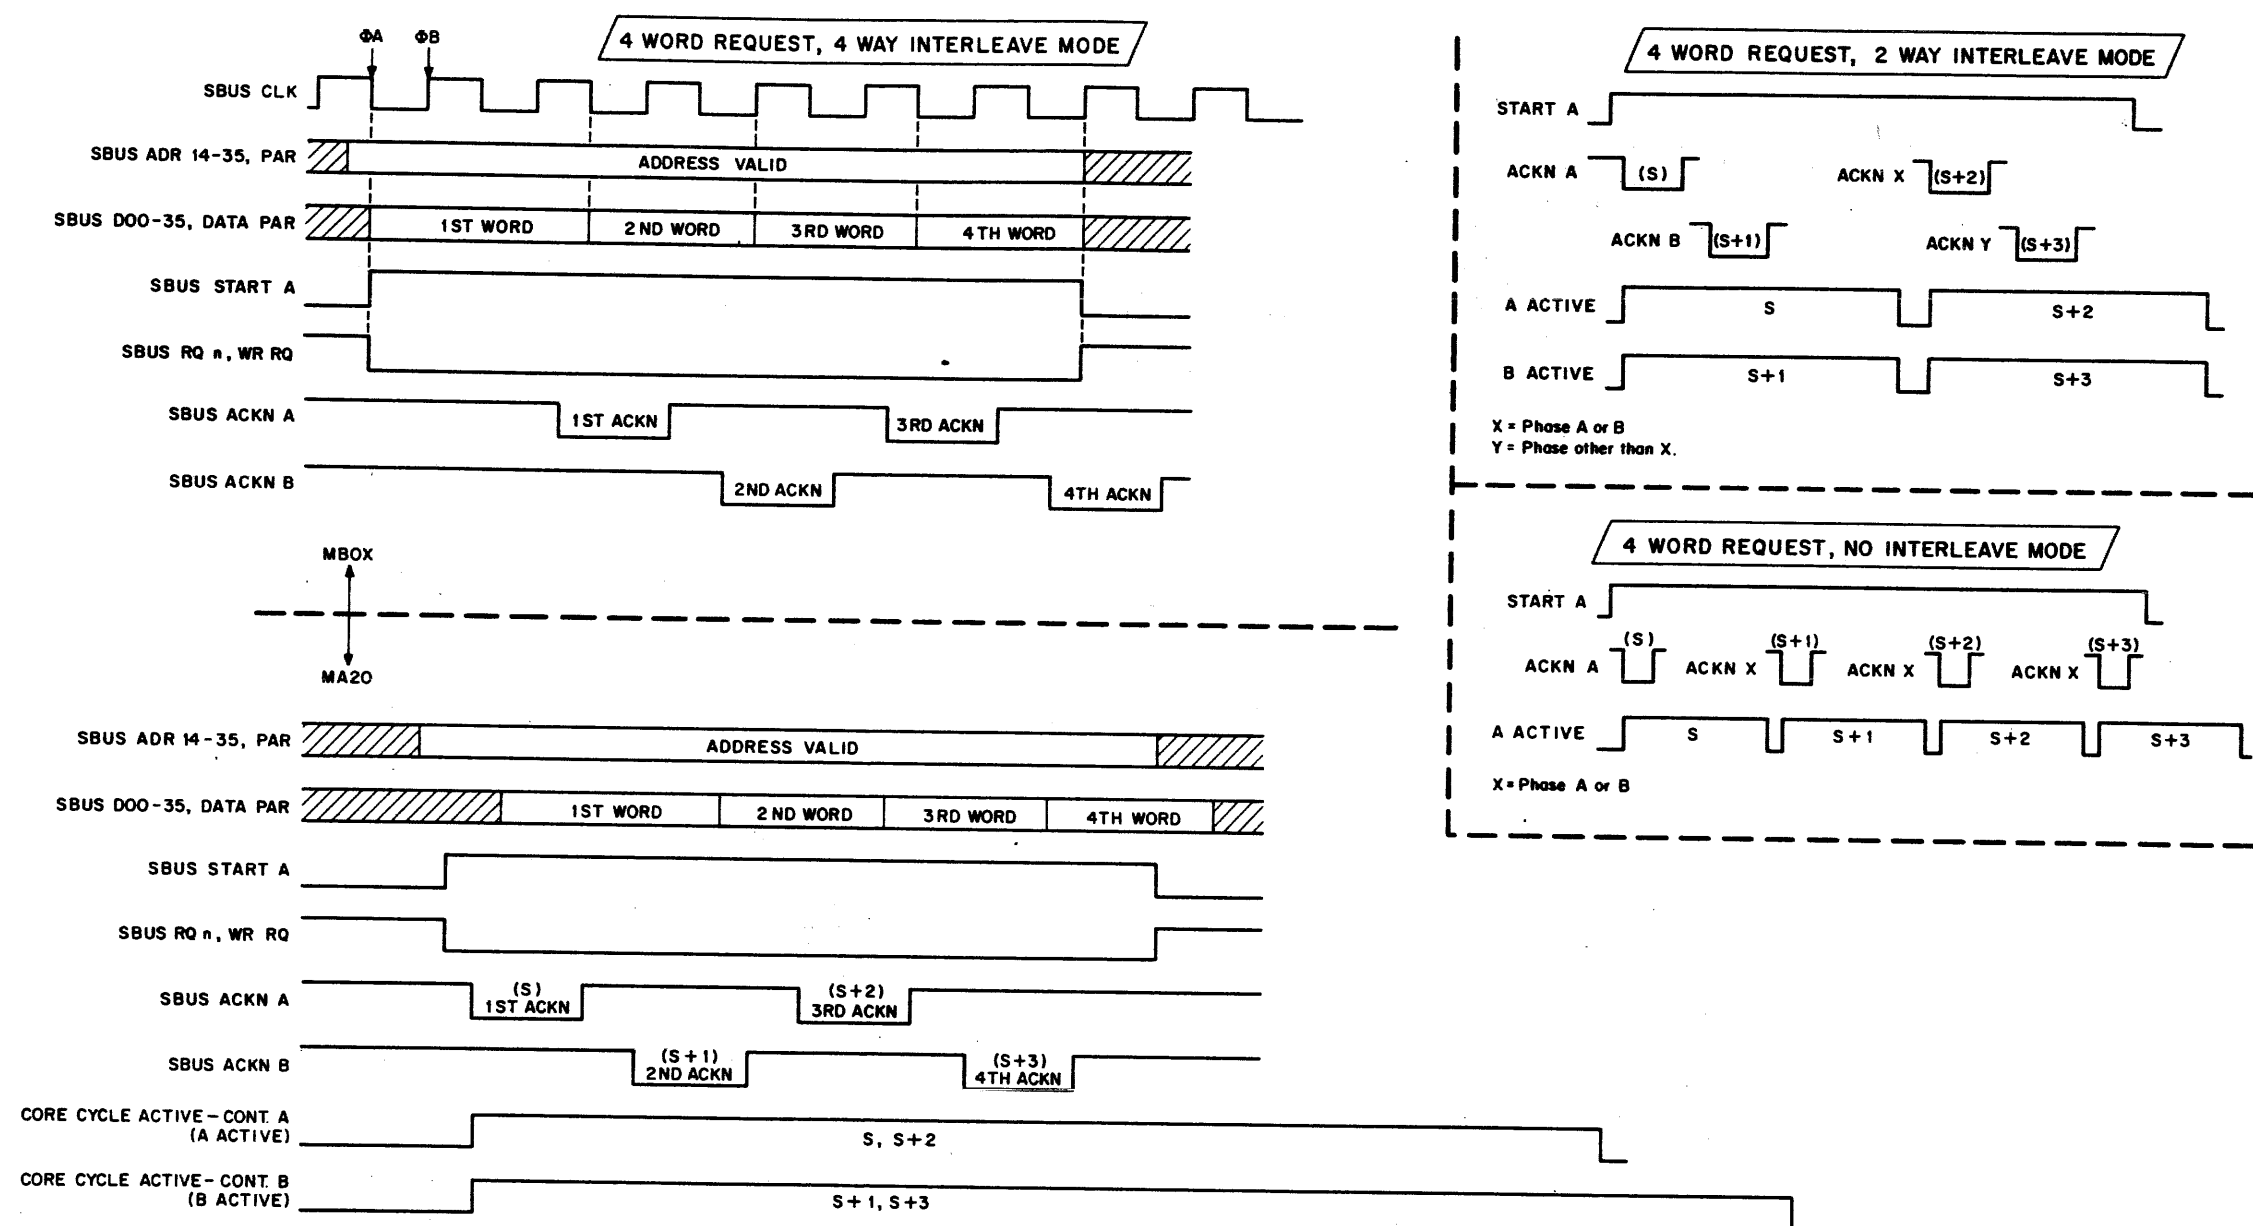 ΦA ΦB
4 WORD REQUEST, 4 WAY INTERLEAVE MODE
SBUS CLK
SBUS ADR 14-35, PAR
ADDRESS VALID
SBUS D00-35, DATA PAR
1ST WORD 2ND WORD 3RD WORD 4TH WORD
SBUS START A
SBUS RQ n, WR RQ
SBUS ACKN A
1ST ACKN 3RD ACKN
SBUS ACKN B
2ND ACKN 4TH ACKN
MBOX
MA20
SBUS ADR 14-35, PAR
ADDRESS VALID
SBUS D00-35, DATA PAR
1ST WORD 2ND WORD 3RD WORD 4TH WORD
SBUS START A
SBUS RQ n, WR RQ
SBUS ACKN A
(S) (S+2)
1ST ACKN 3RD ACKN
SBUS ACKN B
(S+1) (S+3)
2ND ACKN 4TH ACKN
CORE CYCLE ACTIVE-CONT. A
(A ACTIVE)
S, S+2
CORE CYCLE ACTIVE-CONT. B
(B ACTIVE)
S+1, S+3
4 WORD REQUEST, 2 WAY INTERLEAVE MODE
START A
ACKN A (S) ACKN X (S+2)
ACKN B (S+1) ACKN Y (S+3)
A ACTIVE S S+2
B ACTIVE S+1 S+3
X = Phase A or B
Y = Phase other than X.
4 WORD REQUEST, NO INTERLEAVE MODE
START A
(S) (S+1) (S+2) (S+3)
ACKN A ACKN X ACKN X ACKN X
A ACTIVE S S+1 S+2 S+3
X = Phase A or B